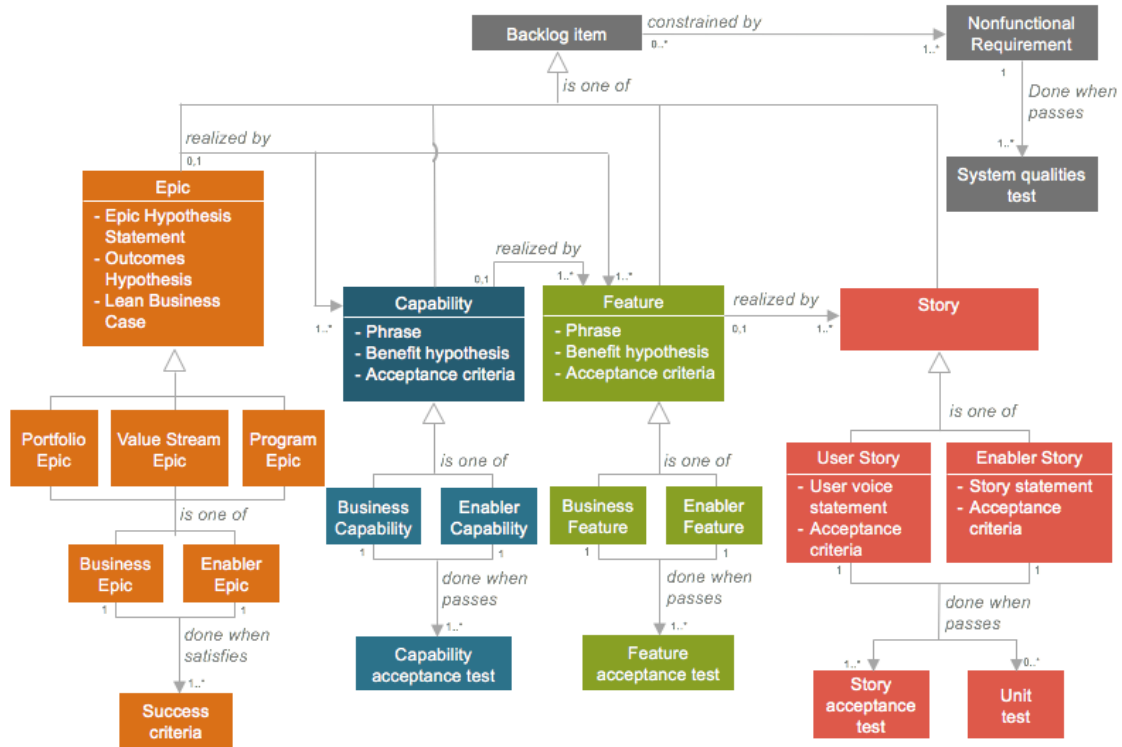 Backlog item
constrained by
0..*
1..*
Nonfunctional
Requirement
is one of
1
Done when
passes
1..*
System qualities
test
realized by
0,1
Epic
- Epic Hypothesis
Statement
- Outcomes
Hypothesis
- Lean Business
Case
1..*
realized by
0,1
1..*
1..*
Capability
- Phrase
- Benefit hypothesis
- Acceptance criteria
Feature
- Phrase
- Benefit hypothesis
- Acceptance criteria
realized by
0,1
1..*
Story
Portfolio
Epic
Value Stream
Epic
Program
Epic
is one of
Business
Epic
Enabler
Epic
1
1
done when
satisfies
1..*
Success
criteria
is one of
Business
Capability
Enabler
Capability
1
1
done when
passes
1..*
Capability
acceptance test
is one of
Business
Feature
Enabler
Feature
1
1
done when
passes
1..*
Feature
acceptance test
is one of
User Story
- User voice
statement
- Acceptance
criteria
Enabler Story
- Story statement
- Acceptance
criteria
1
1
done when
passes
1..*
0..*
Story
acceptance
test
Unit
test